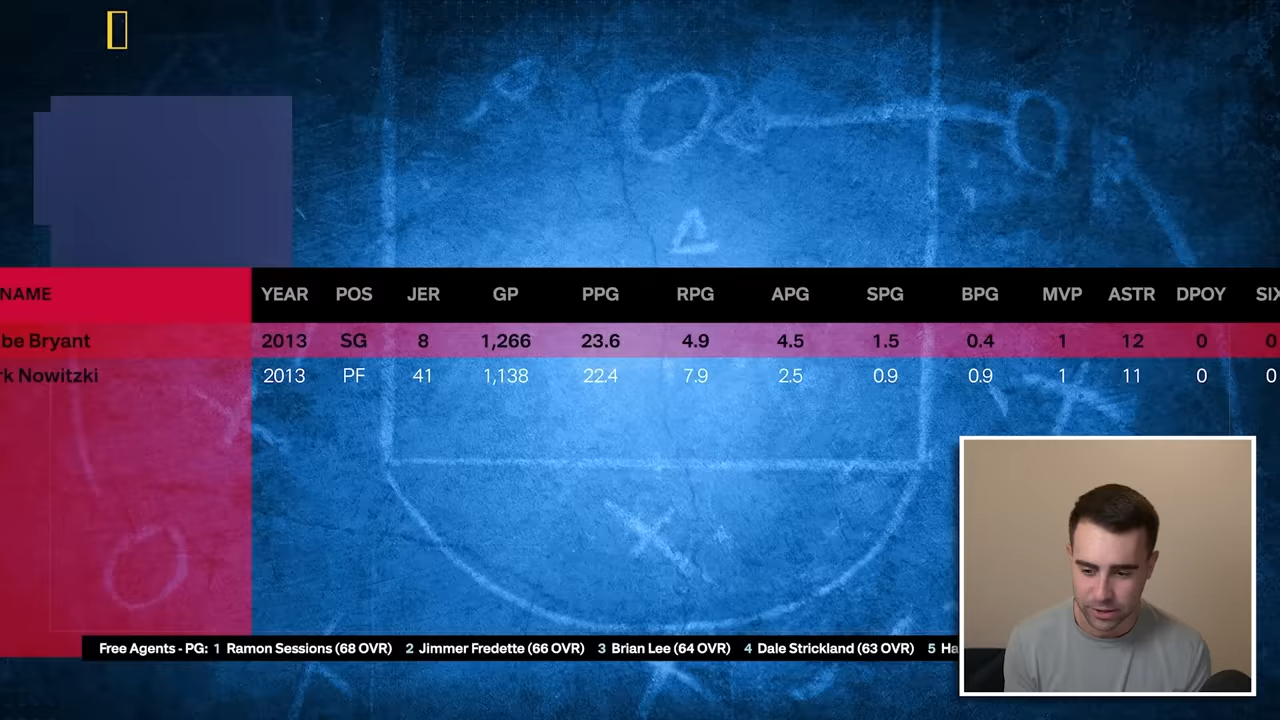 NAME YEAR POS JER GP PPG RPG APG SPG BPG MVP ASTR DPOY SIX
be Bryant 2013 SG 8 1,266 23.6 4.9 4.5 1.5 0.4 1 12 0 0
rk Nowitzki 2013 PF 41 1,138 22.4 7.9 2.5 0.9 0.9 1 11 0 0
Free Agents - PG: 1 Ramon Sessions (68 OVR) 2 Jimmer Fredette (66 OVR) 3 Brian Lee (64 OVR) 4 Dale Strickland (63 OVR) 5 Ha